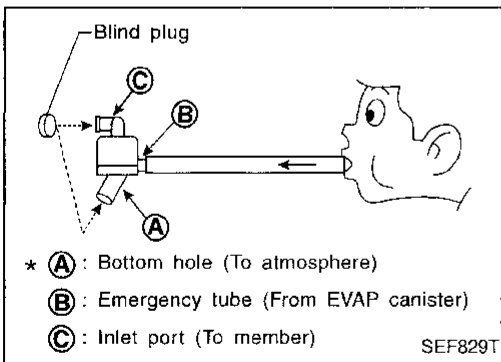 Blind plug
C
B
A
* A : Bottom hole (To atmosphere)
B : Emergency tube (From EVAP canister)
C : Inlet port (To member)
SEF829T